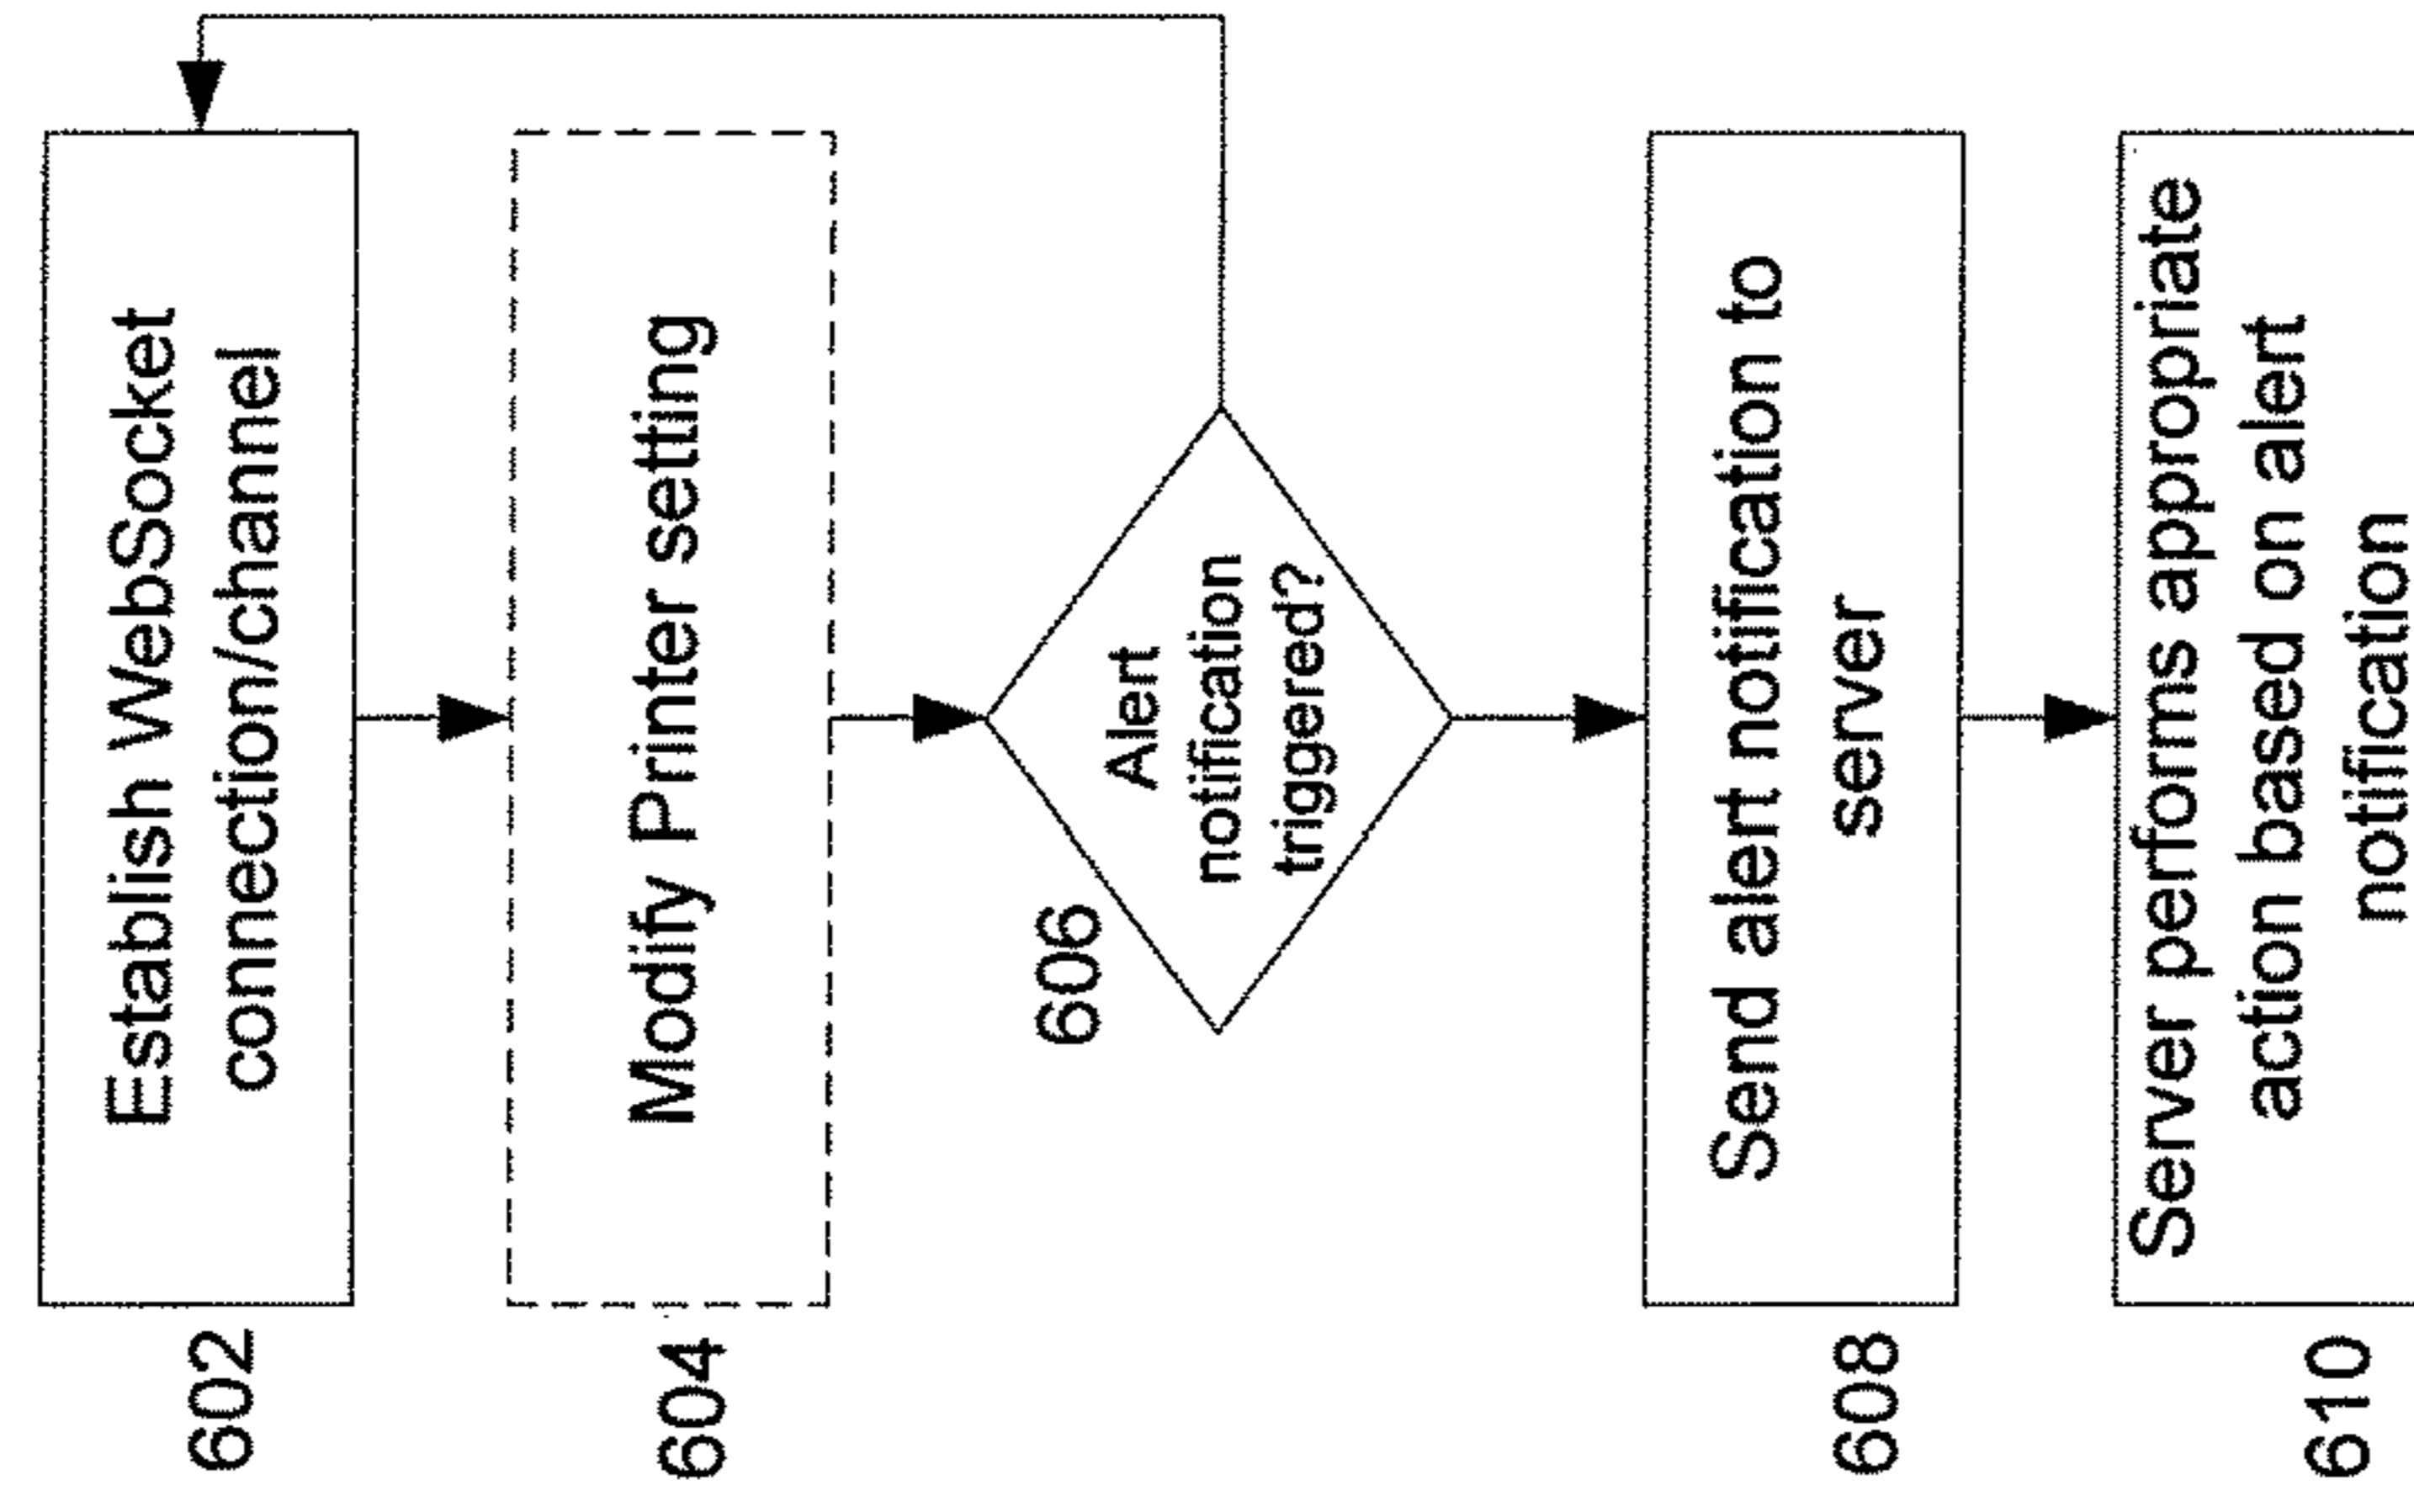 602
Establish WebSocket
connection/channel
604
Modify Printer setting
606
Alert
notification
triggered?
608
Send alert notification to
server
610
Server performs appropriate
action based on alert
notification